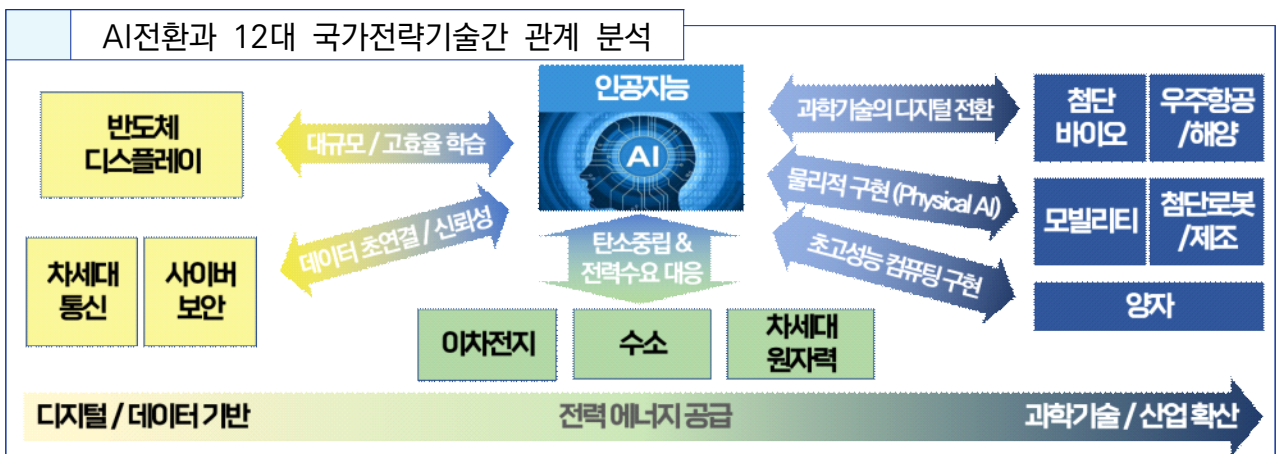 AI전환과 12대 국가전략기술간 관계 분석
반도체
디스플레이
대규모 / 고효율 학습
데이터 초연결 / 신뢰성
차세대
통신
사이버
보안
인공지능
AI
탄소중립 &
전력수요 대응
이차전지
수소
차세대
원자력
과학기술의 디지털 전환
물리적 구현 (Physical AI)
초고성능 컴퓨팅 구현
첨단
바이오
우주항공
/해양
모빌리티
첨단로봇
/제조
양자
디지털 / 데이터 기반
전력 에너지 공급
과학기술 / 산업 확산